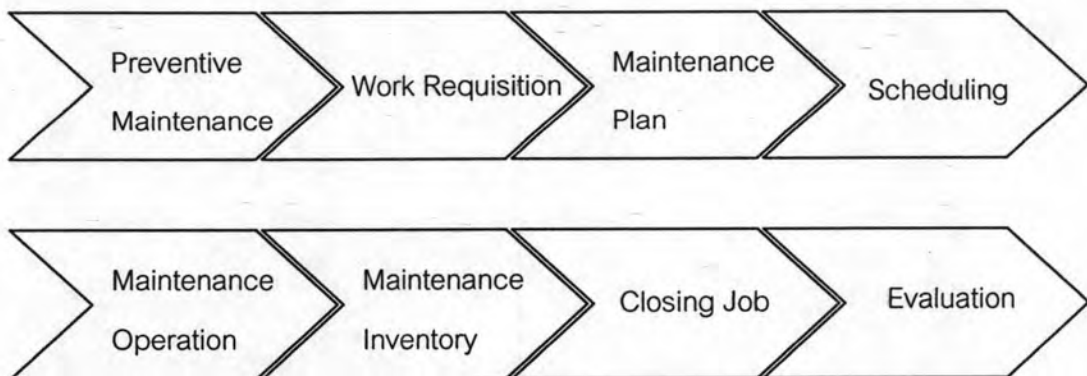 Preventive
Maintenance
Work Requisition
Maintenance
Plan
Scheduling
Maintenance
Operation
Maintenance
Inventory
Closing Job
Evaluation